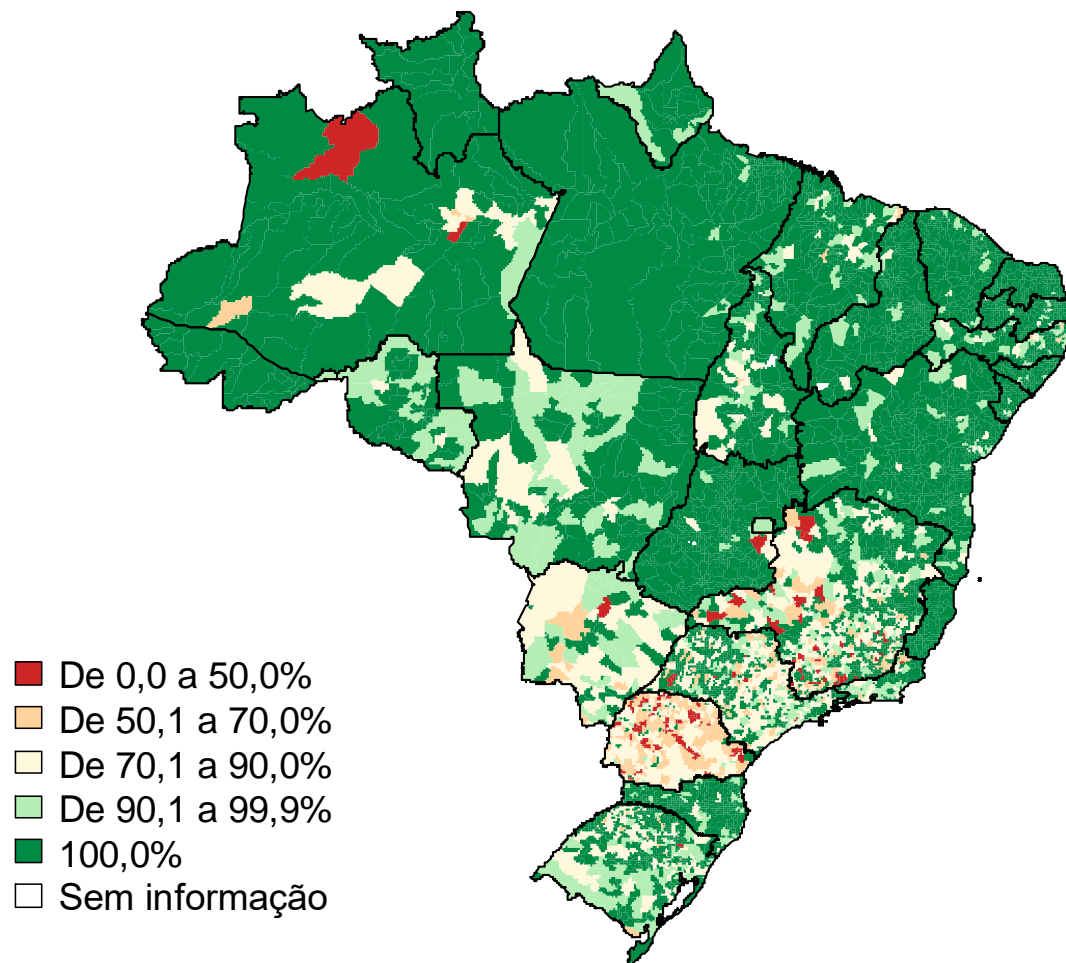 De 0,0 a 50,0%
De 50,1 a 70,0%
De 70,1 a 90,0%
De 90,1 a 99,9%
100,0%
Sem informação